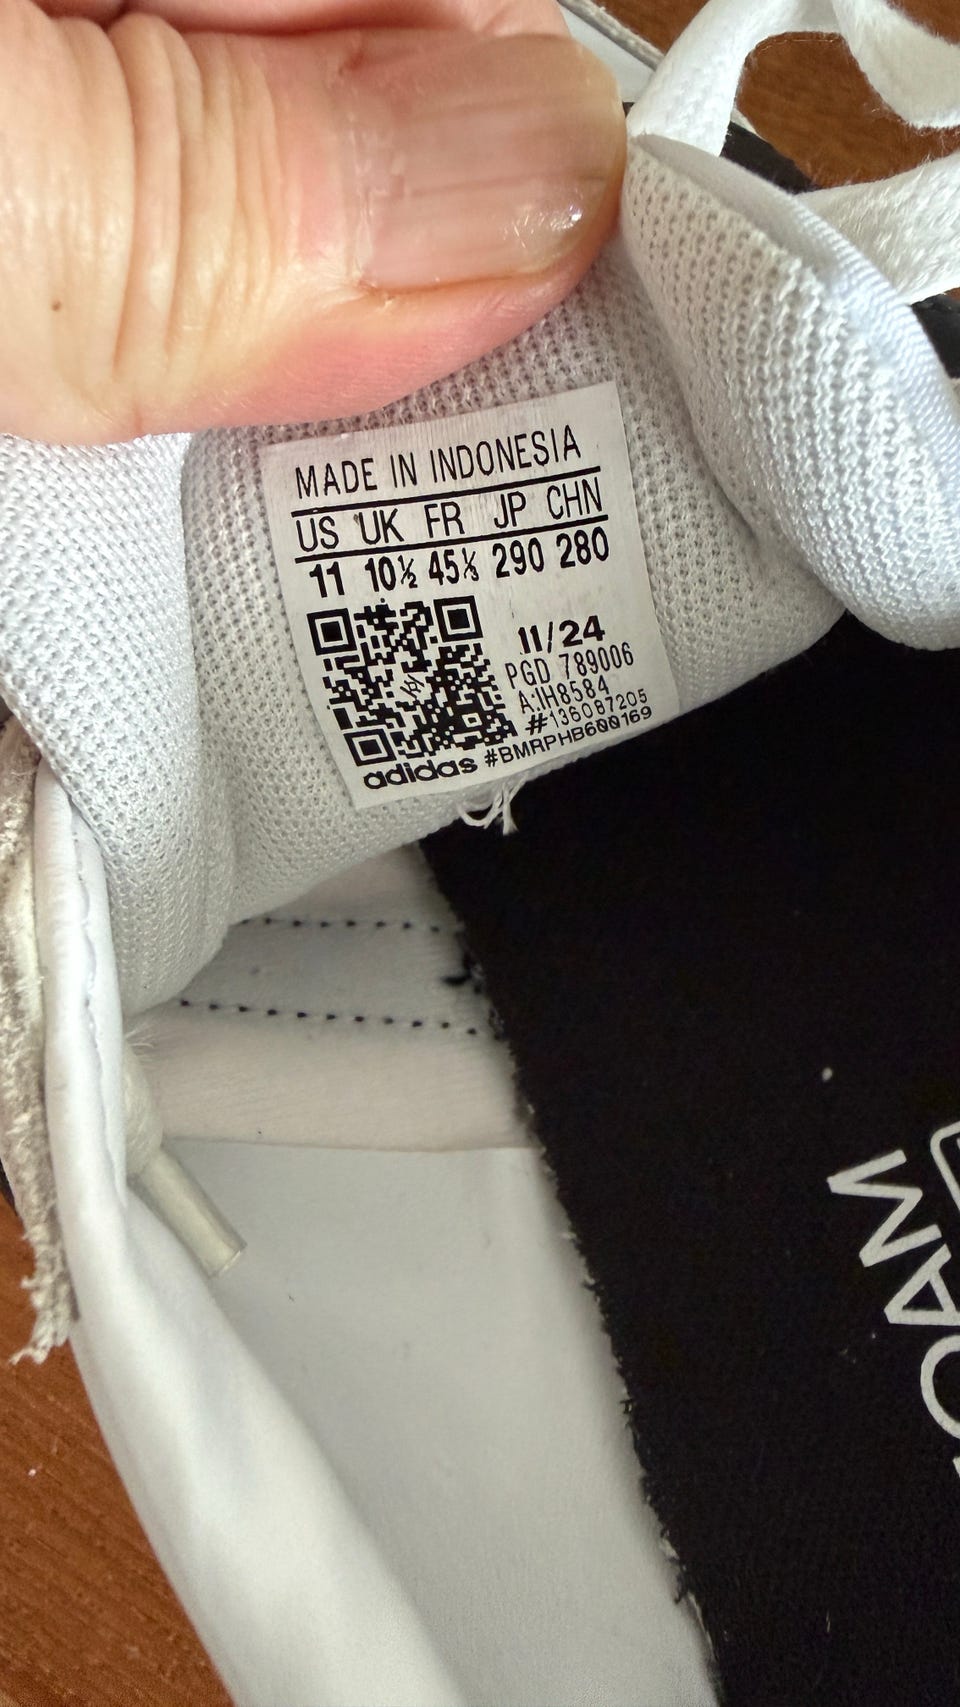 MADE IN INDONESIA
US UK FR JP CHN
11 10½ 45⅓ 290 280
11/24
PGD 789006
A:IH8584
#136087205
adidas #BMRPHB600169
OAM